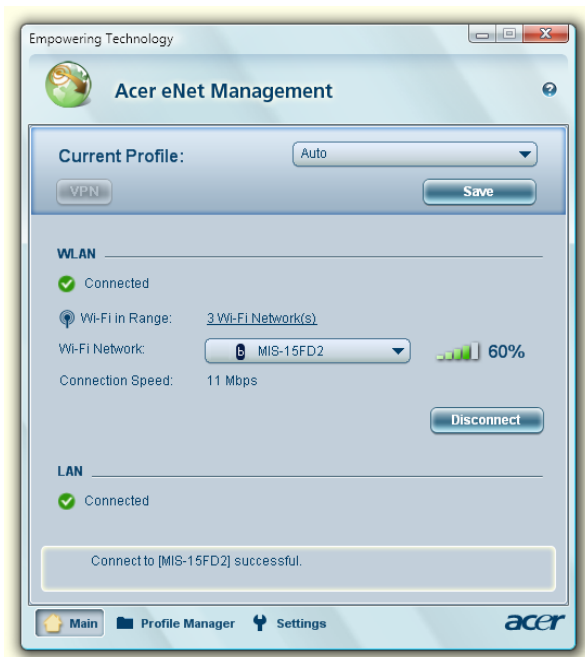 Empowering Technology
Acer eNet Management
Current Profile:
Auto
VPN
Save
WLAN
Connected
Wi-Fi in Range:
3 Wi-Fi Network(s)
Wi-Fi Network:
b MIS-15FD2
60%
Connection Speed:
11 Mbps
Disconnect
LAN
Connected
Connect to [MIS-15FD2] successful.
Main
Profile Manager
Settings
acer